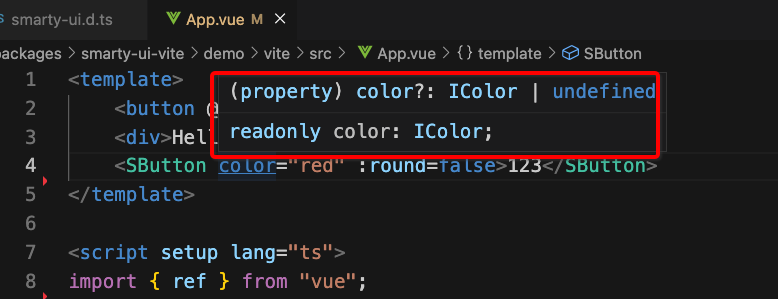 smarty-ui.d.ts App.vue M
packages > smarty-ui-vite > demo > vite > src > App.vue > {} template > SButton
1 <template>
(property) color?: IColor | undefined
2 <button @
readonly color: IColor;
3 <div>Hell
4 <SButton color="red" :round=false>123</SButton>
5 </template>
6
7 <script setup lang="ts">
8 import { ref } from "vue";